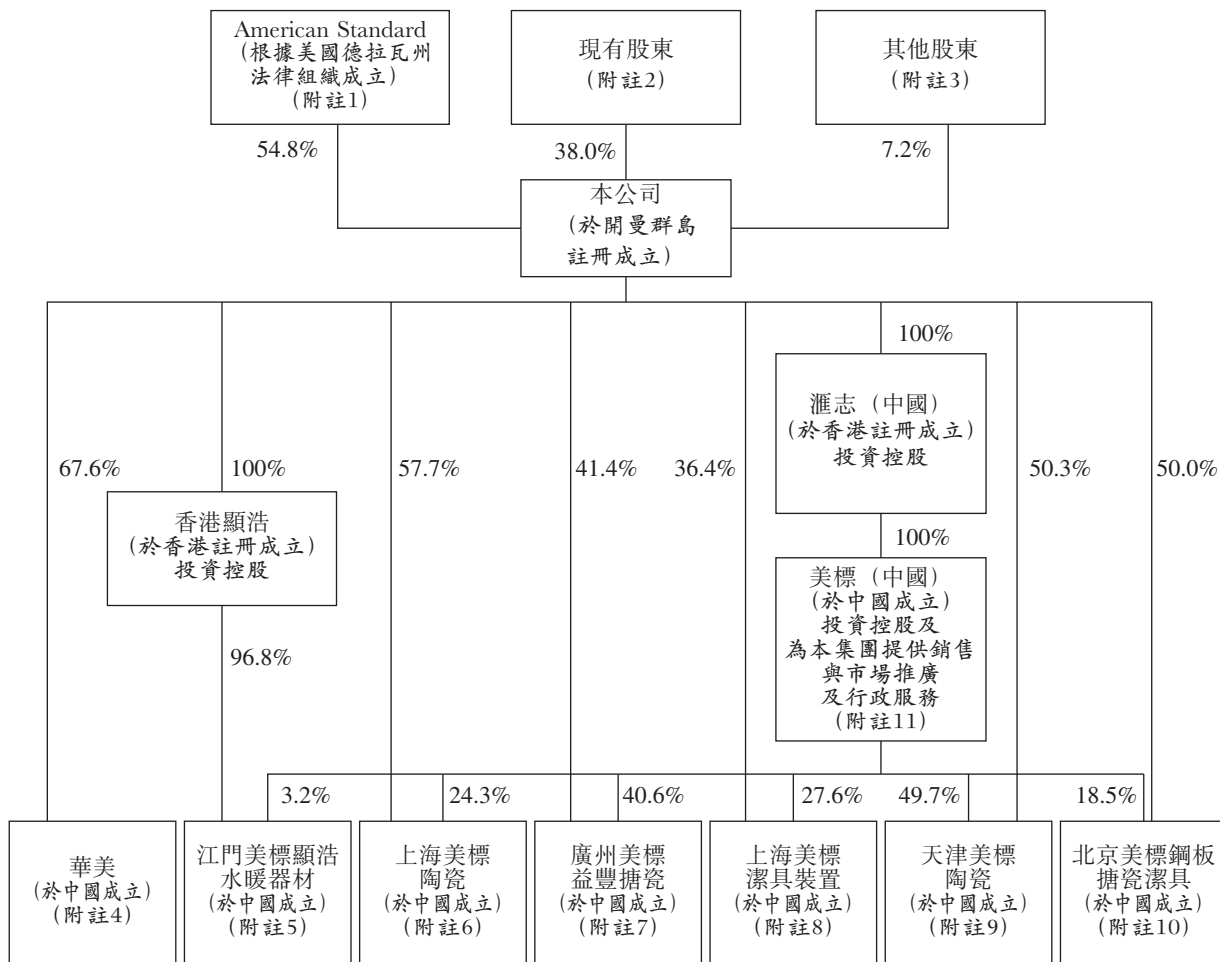 American Standard
(根據美國德拉瓦州
法律組織成立)
(附註1)
現有股東
(附註2)
其他股東
(附註3)
54.8%
38.0%
7.2%
本公司
(於開曼群島
註冊成立)
100%
滙志(中國)
(於香港註冊成立)
投資控股
67.6%
100%
57.7%
41.4%
36.4%
50.3%
50.0%
香港顯浩
(於香港註冊成立)
投資控股
100%
美標(中國)
(於中國成立)
投資控股及
為本集團提供銷售
與市場推廣
及行政服務
(附註11)
96.8%
3.2%
24.3%
40.6%
27.6%
49.7%
18.5%
華美
(於中國成立)
(附註4)
江門美標顯浩
水暖器材
(於中國成立)
(附註5)
上海美標
陶瓷
(於中國成立)
(附註6)
廣州美標
益豐搪瓷
(於中國成立)
(附註7)
上海美標
潔具裝置
(於中國成立)
(附註8)
天津美標
陶瓷
(於中國成立)
(附註9)
北京美標鋼板
搪瓷潔具
(於中國成立)
(附註10)